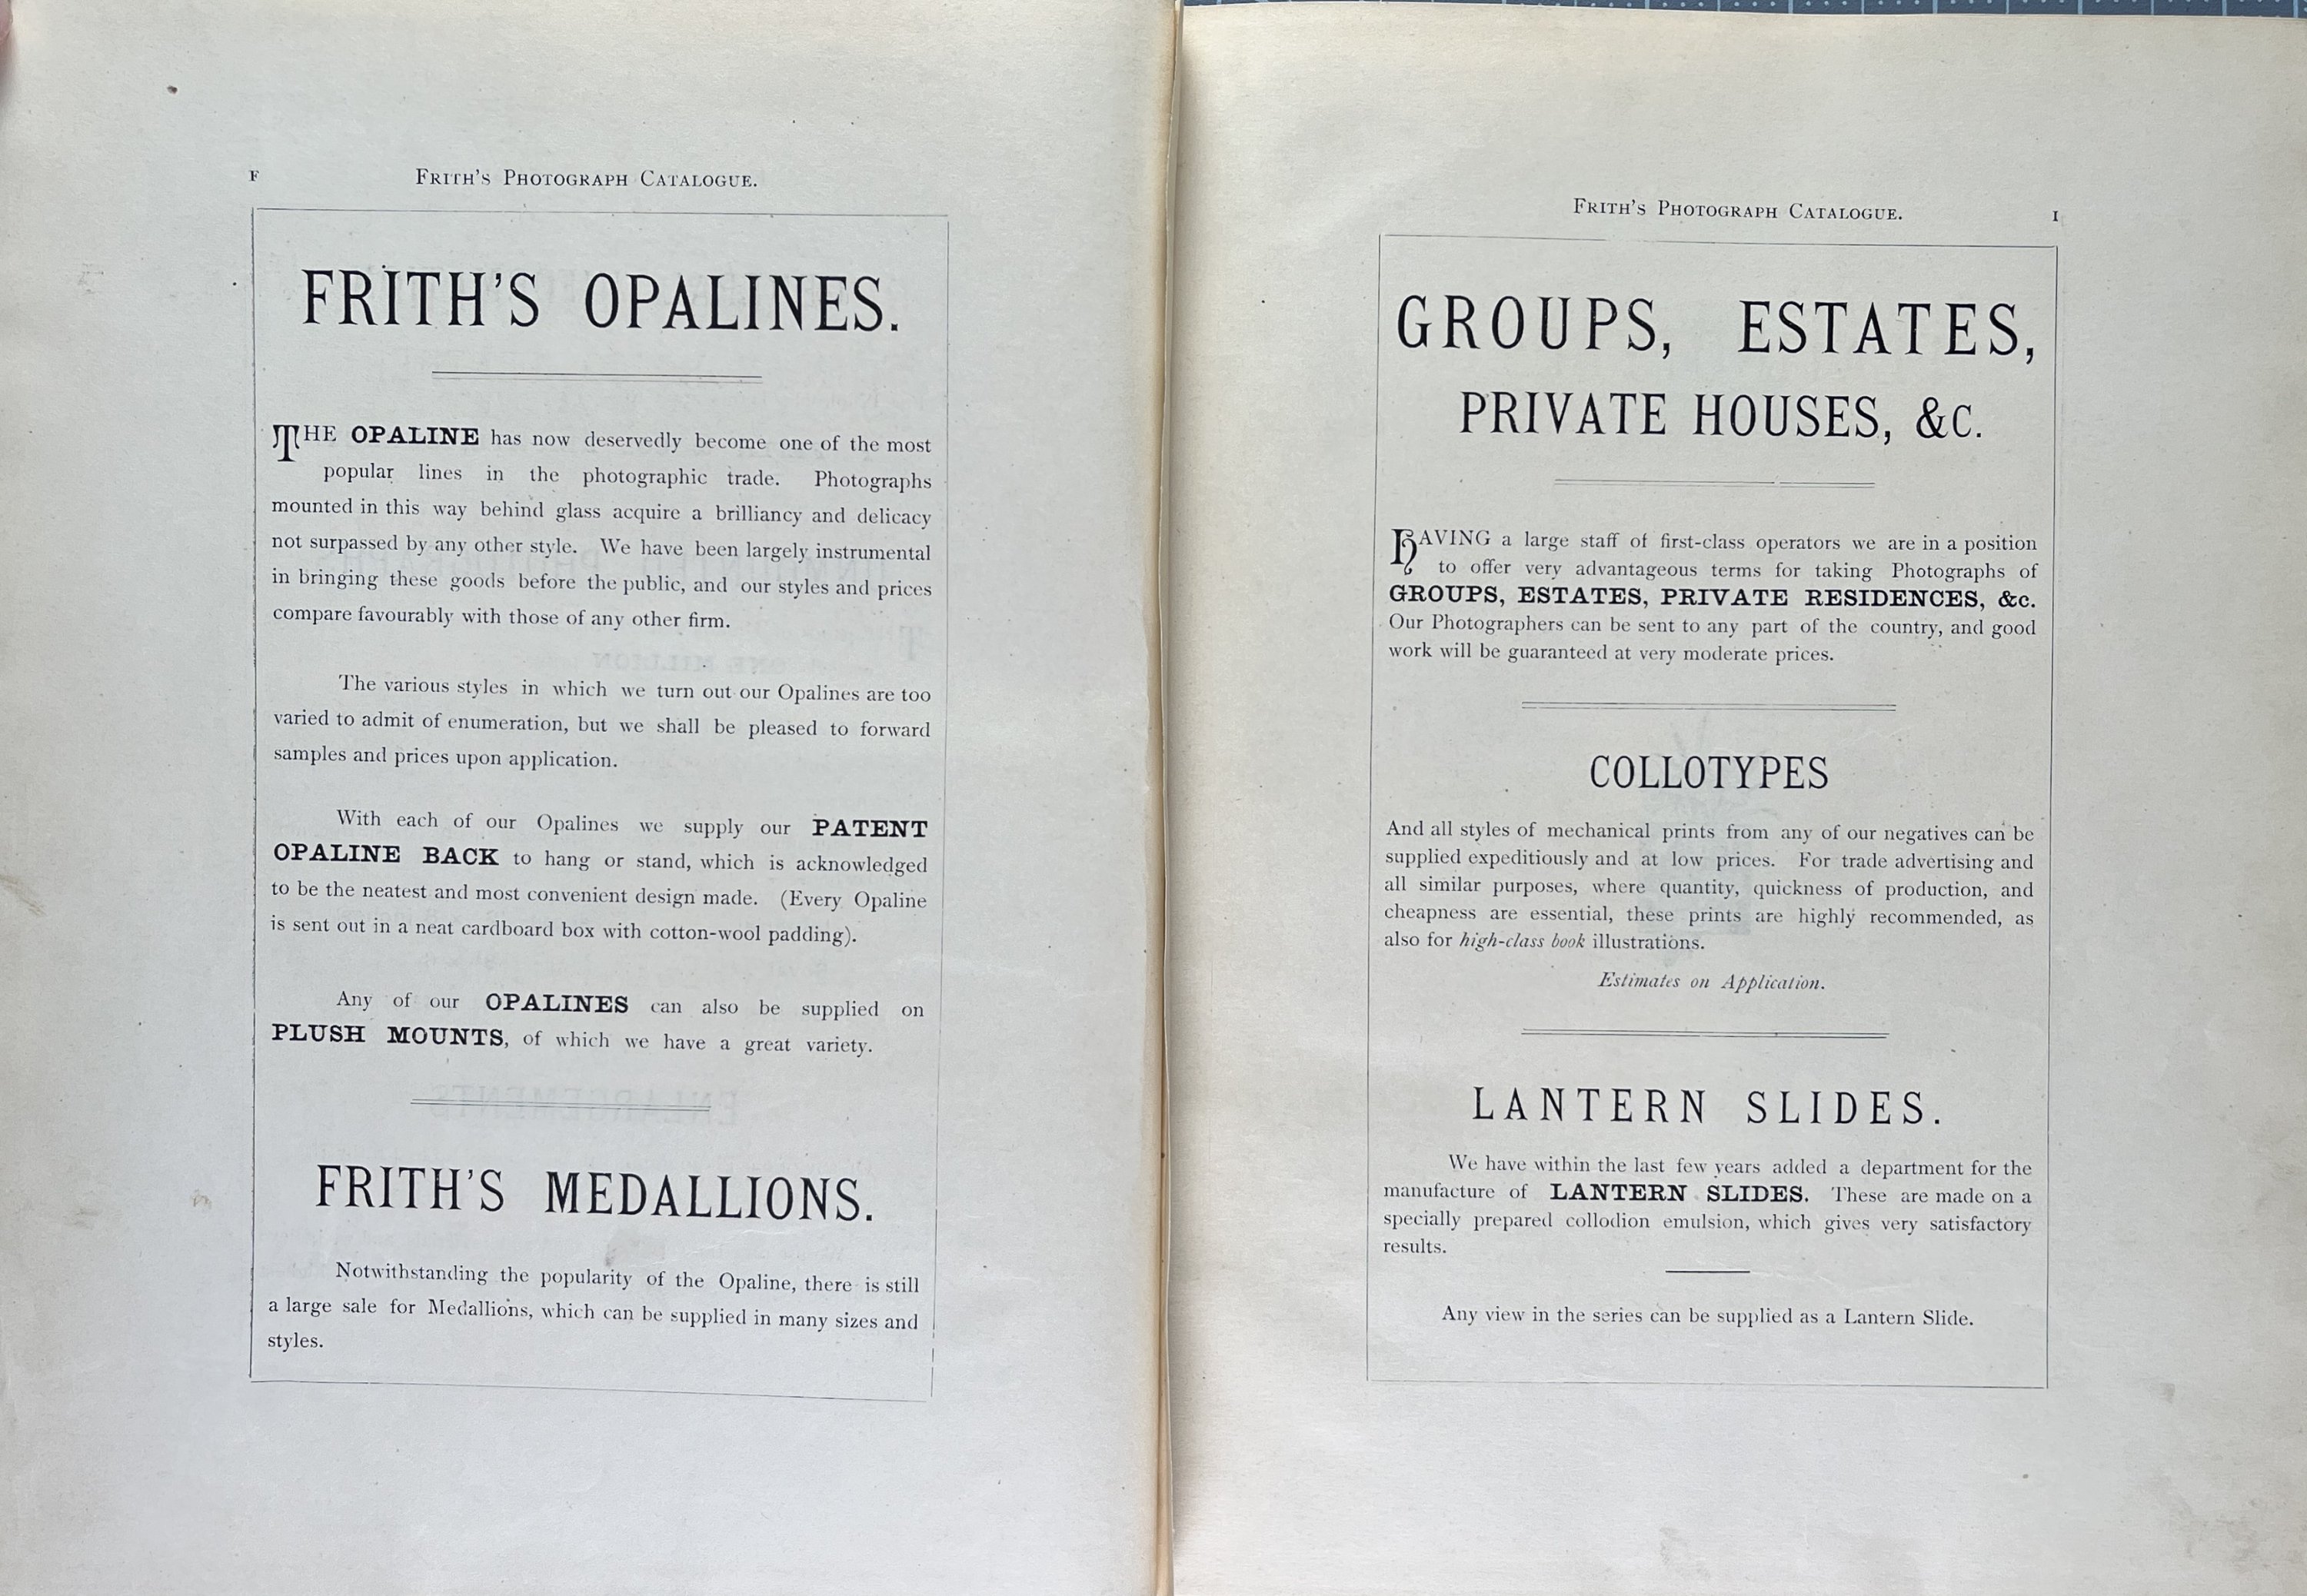 F
FRITH'S PHOTOGRAPH CATALOGUE.
FRITH'S OPALINES.
THE OPALINE has now deservedly become one of the most
popular lines in the photographic trade. Photographs
mounted in this way behind glass acquire a brilliancy and delicacy
not surpassed by any other style. We have been largely instrumental
in bringing these goods before the public, and our styles and prices
compare favourably with those of any other firm.
The various styles in which we turn out our Opalines are too
varied to admit of enumeration, but we shall be pleased to forward
samples and prices upon application.
With each of our Opalines we supply our PATENT
OPALINE BACK to hang or stand, which is acknowledged
to be the neatest and most convenient design made. (Every Opaline
is sent out in a neat cardboard box with cotton-wool padding).
Any of our OPALINES can also be supplied on
PLUSH MOUNTS, of which we have a great variety.
FRITH'S MEDALLIONS.
Notwithstanding the popularity of the Opaline, there is still
a large sale for Medallions, which can be supplied in many sizes and
styles.
FRITH'S PHOTOGRAPH CATALOGUE.
I
GROUPS, ESTATES,
PRIVATE HOUSES, &C.
HAVING a large staff of first-class operators we are in a position
to offer very advantageous terms for taking Photographs of
GROUPS, ESTATES, PRIVATE RESIDENCES, &c.
Our Photographers can be sent to any part of the country, and good
work will be guaranteed at very moderate prices.
COLLOTYPES
And all styles of mechanical prints from any of our negatives can be
supplied expeditiously and at low prices. For trade advertising and
all similar purposes, where quantity, quickness of production, and
cheapness are essential, these prints are highly recommended, as
also for high-class book illustrations.
Estimates on Application.
LANTERN SLIDES.
We have within the last few years added a department for the
manufacture of LANTERN SLIDES. These are made on a
specially prepared collodion emulsion, which gives very satisfactory
results.
Any view in the series can be supplied as a Lantern Slide.